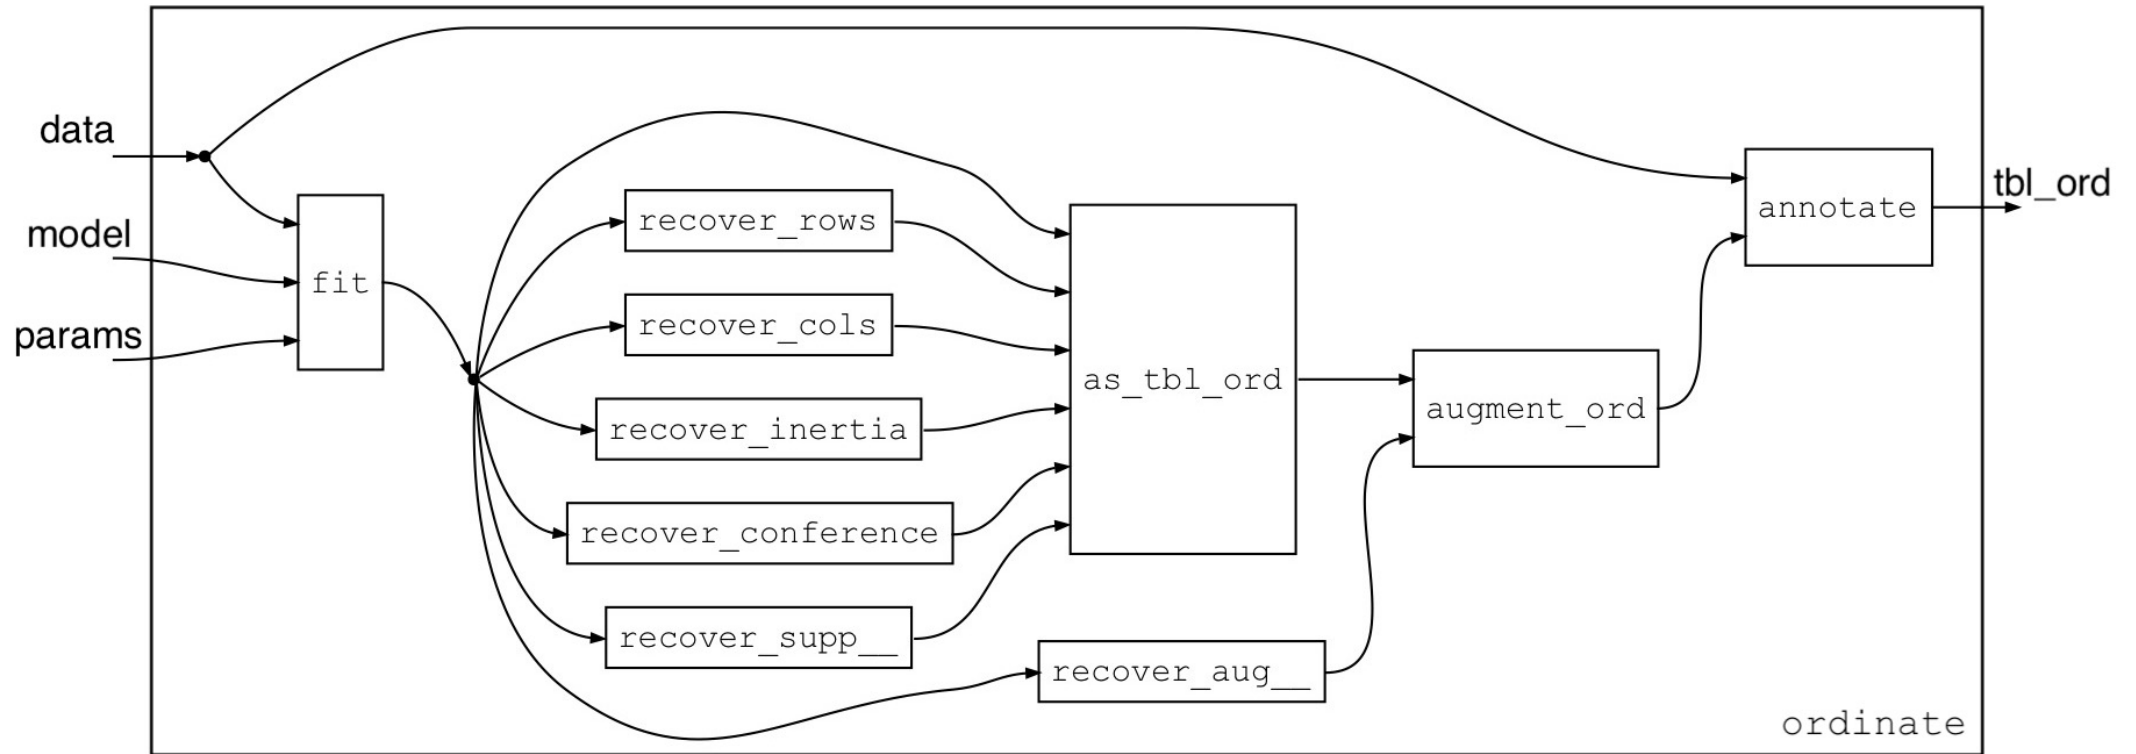 data
model
params
fit
recover_rows
recover_cols
recover_inertia
recover_conference
recover_supp__
recover_aug__
as_tbl_ord
augment_ord
annotate
tbl_ord
ordinate